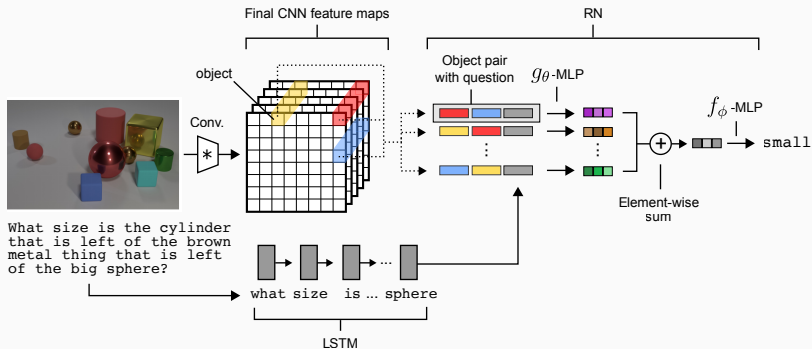 Final CNN feature maps
RN
object
Object pair
with question
g_θ-MLP
f_ϕ-MLP
Conv.
*
+
small
...
Element-wise
sum
What size is the cylinder
that is left of the brown
metal thing that is left
of the big sphere?
...
what size is ... sphere
LSTM